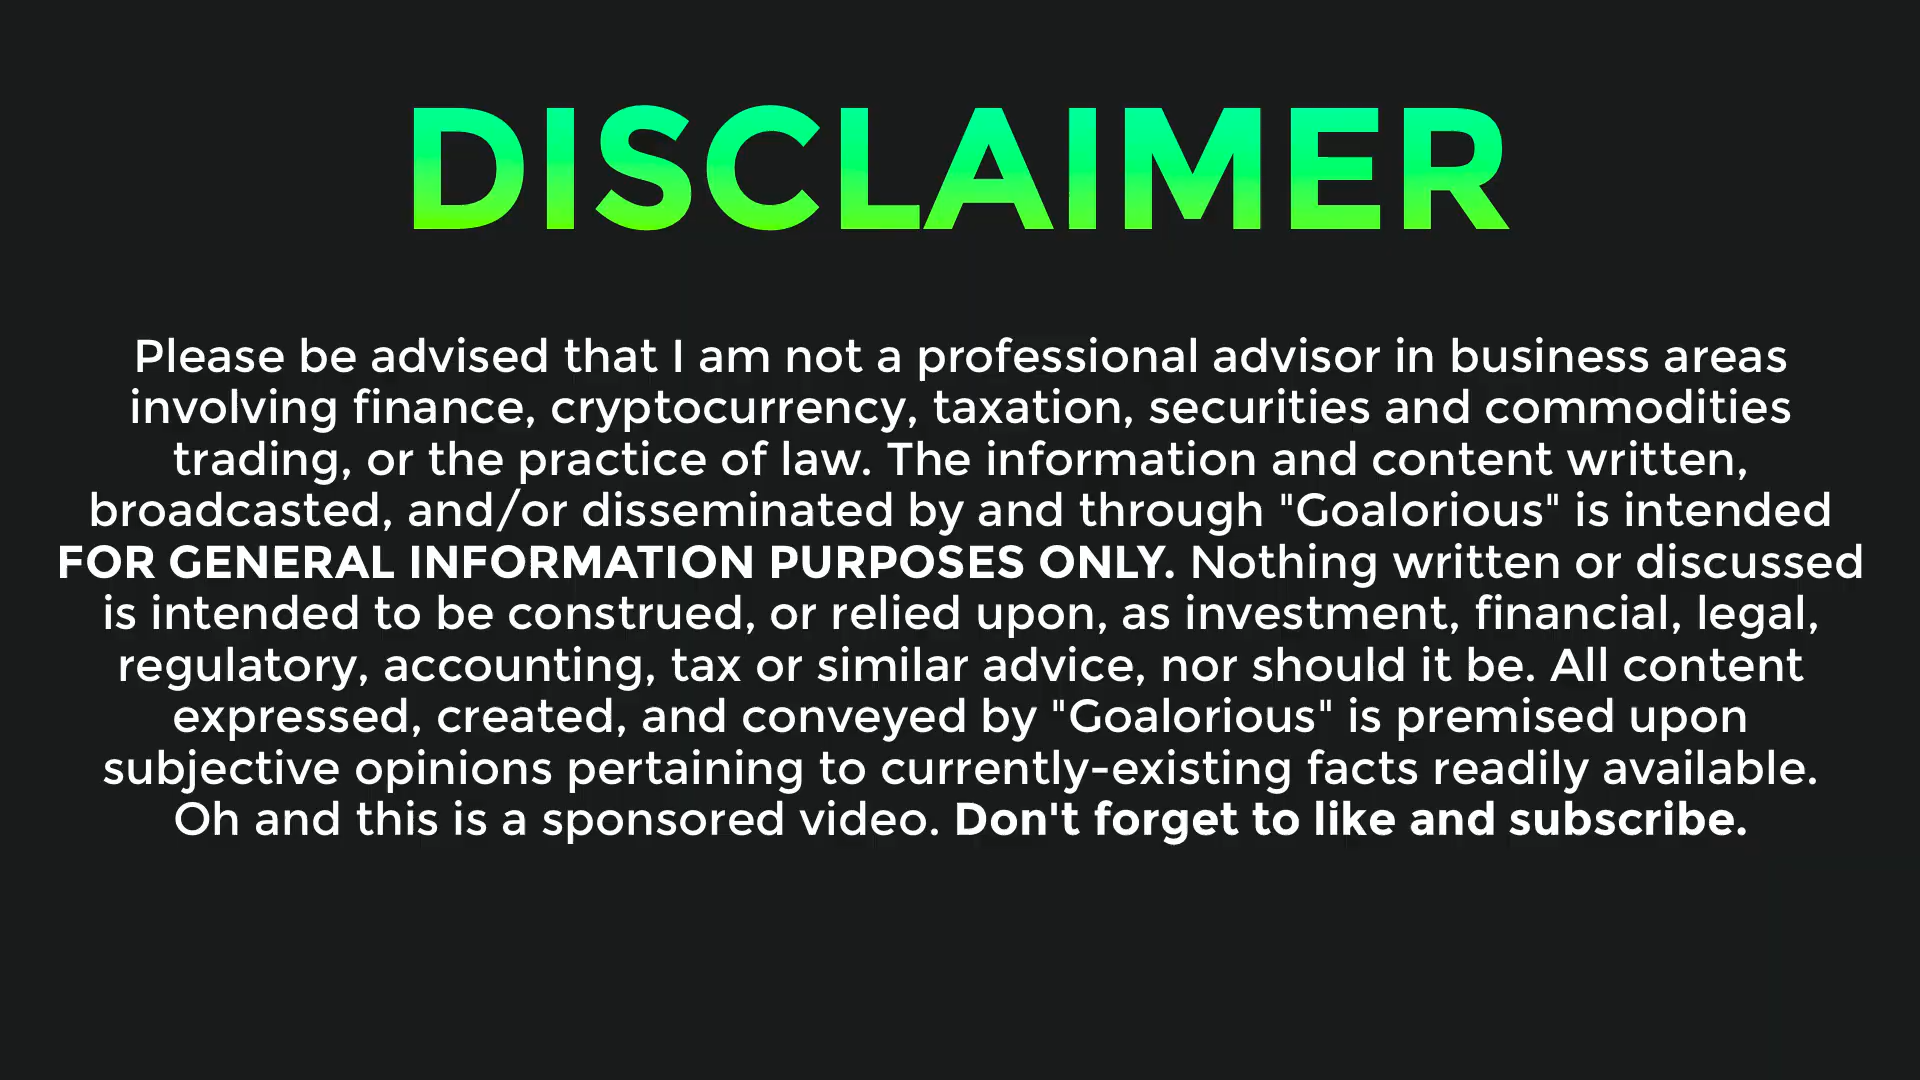 DISCLAIMER
Please be advised that I am not a professional advisor in business areas
involving finance, cryptocurrency, taxation, securities and commodities
trading, or the practice of law. The information and content written,
broadcasted, and/or disseminated by and through "Goalorious" is intended
FOR GENERAL INFORMATION PURPOSES ONLY. Nothing written or discussed
is intended to be construed, or relied upon, as investment, financial, legal,
regulatory, accounting, tax or similar advice, nor should it be. All content
expressed, created, and conveyed by "Goalorious" is premised upon
subjective opinions pertaining to currently-existing facts readily available.
Oh and this is a sponsored video. Don't forget to like and subscribe.